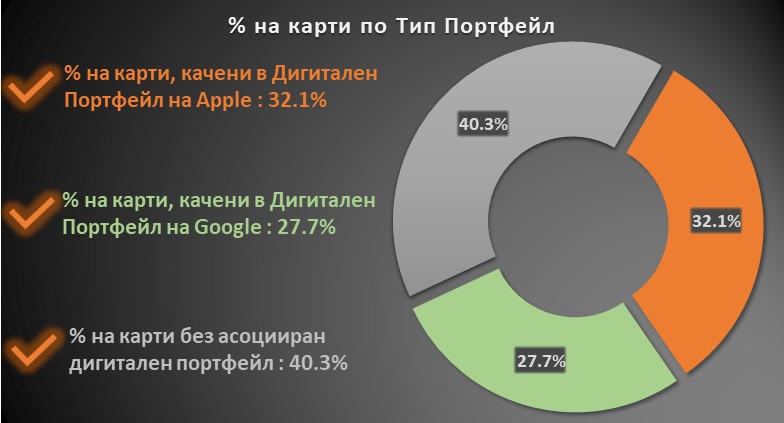 % на карти по Тип Портфейл
% на карти, качени в Дигитален
Портфейл на Apple : 32.1%
% на карти, качени в Дигитален
Портфейл на Google : 27.7%
% на карти без асоцииран
дигитален портфейл : 40.3%
40.3%
32.1%
27.7%